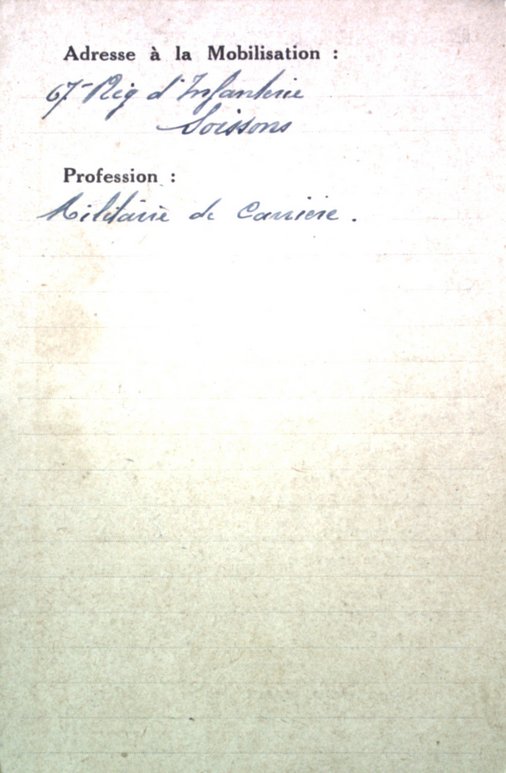 Adresse à la Mobilisation :
67 Rég d'Infanterie
Soissons
Profession :
Militaire de Carrière.